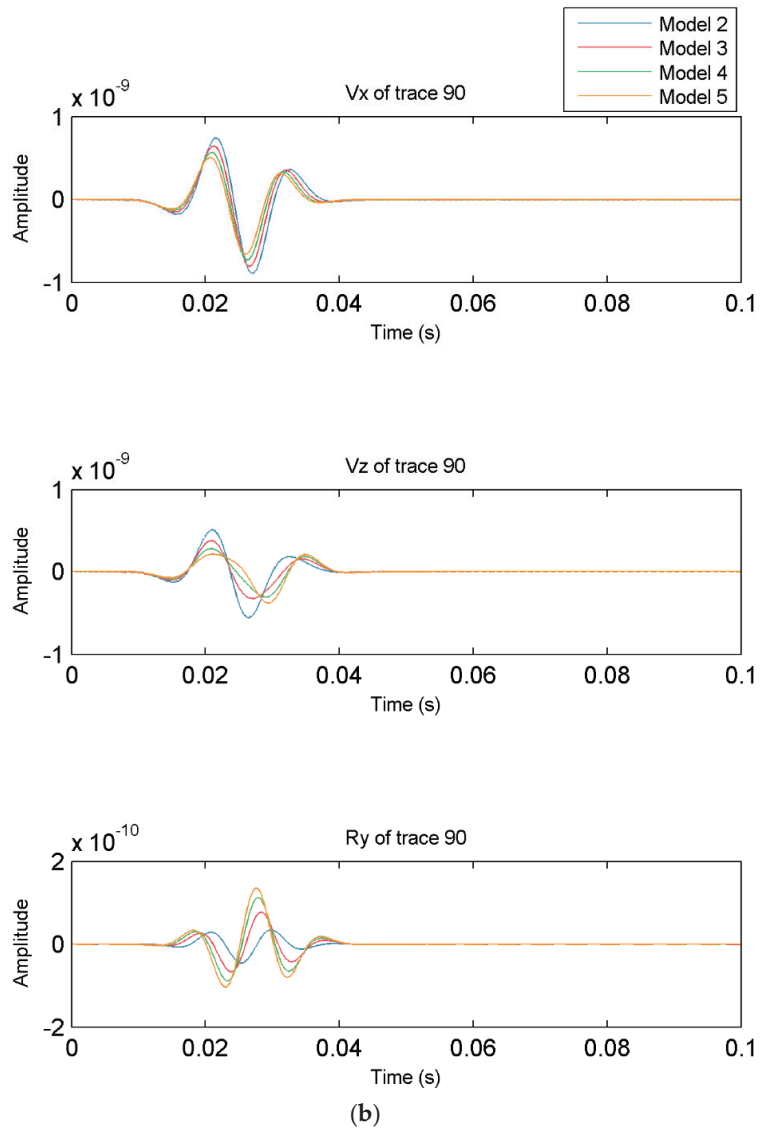 Model 2
Model 3
Model 4
Model 5
x 10^-9
Vx of trace 90
1
0
-1
Amplitude
0 0.02 0.04 0.06 0.08 0.1
Time (s)
x 10^-9
Vz of trace 90
1
0
-1
Amplitude
0 0.02 0.04 0.06 0.08 0.1
Time (s)
x 10^-10
Ry of trace 90
2
0
-2
Amplitude
0 0.02 0.04 0.06 0.08 0.1
Time (s)
(b)